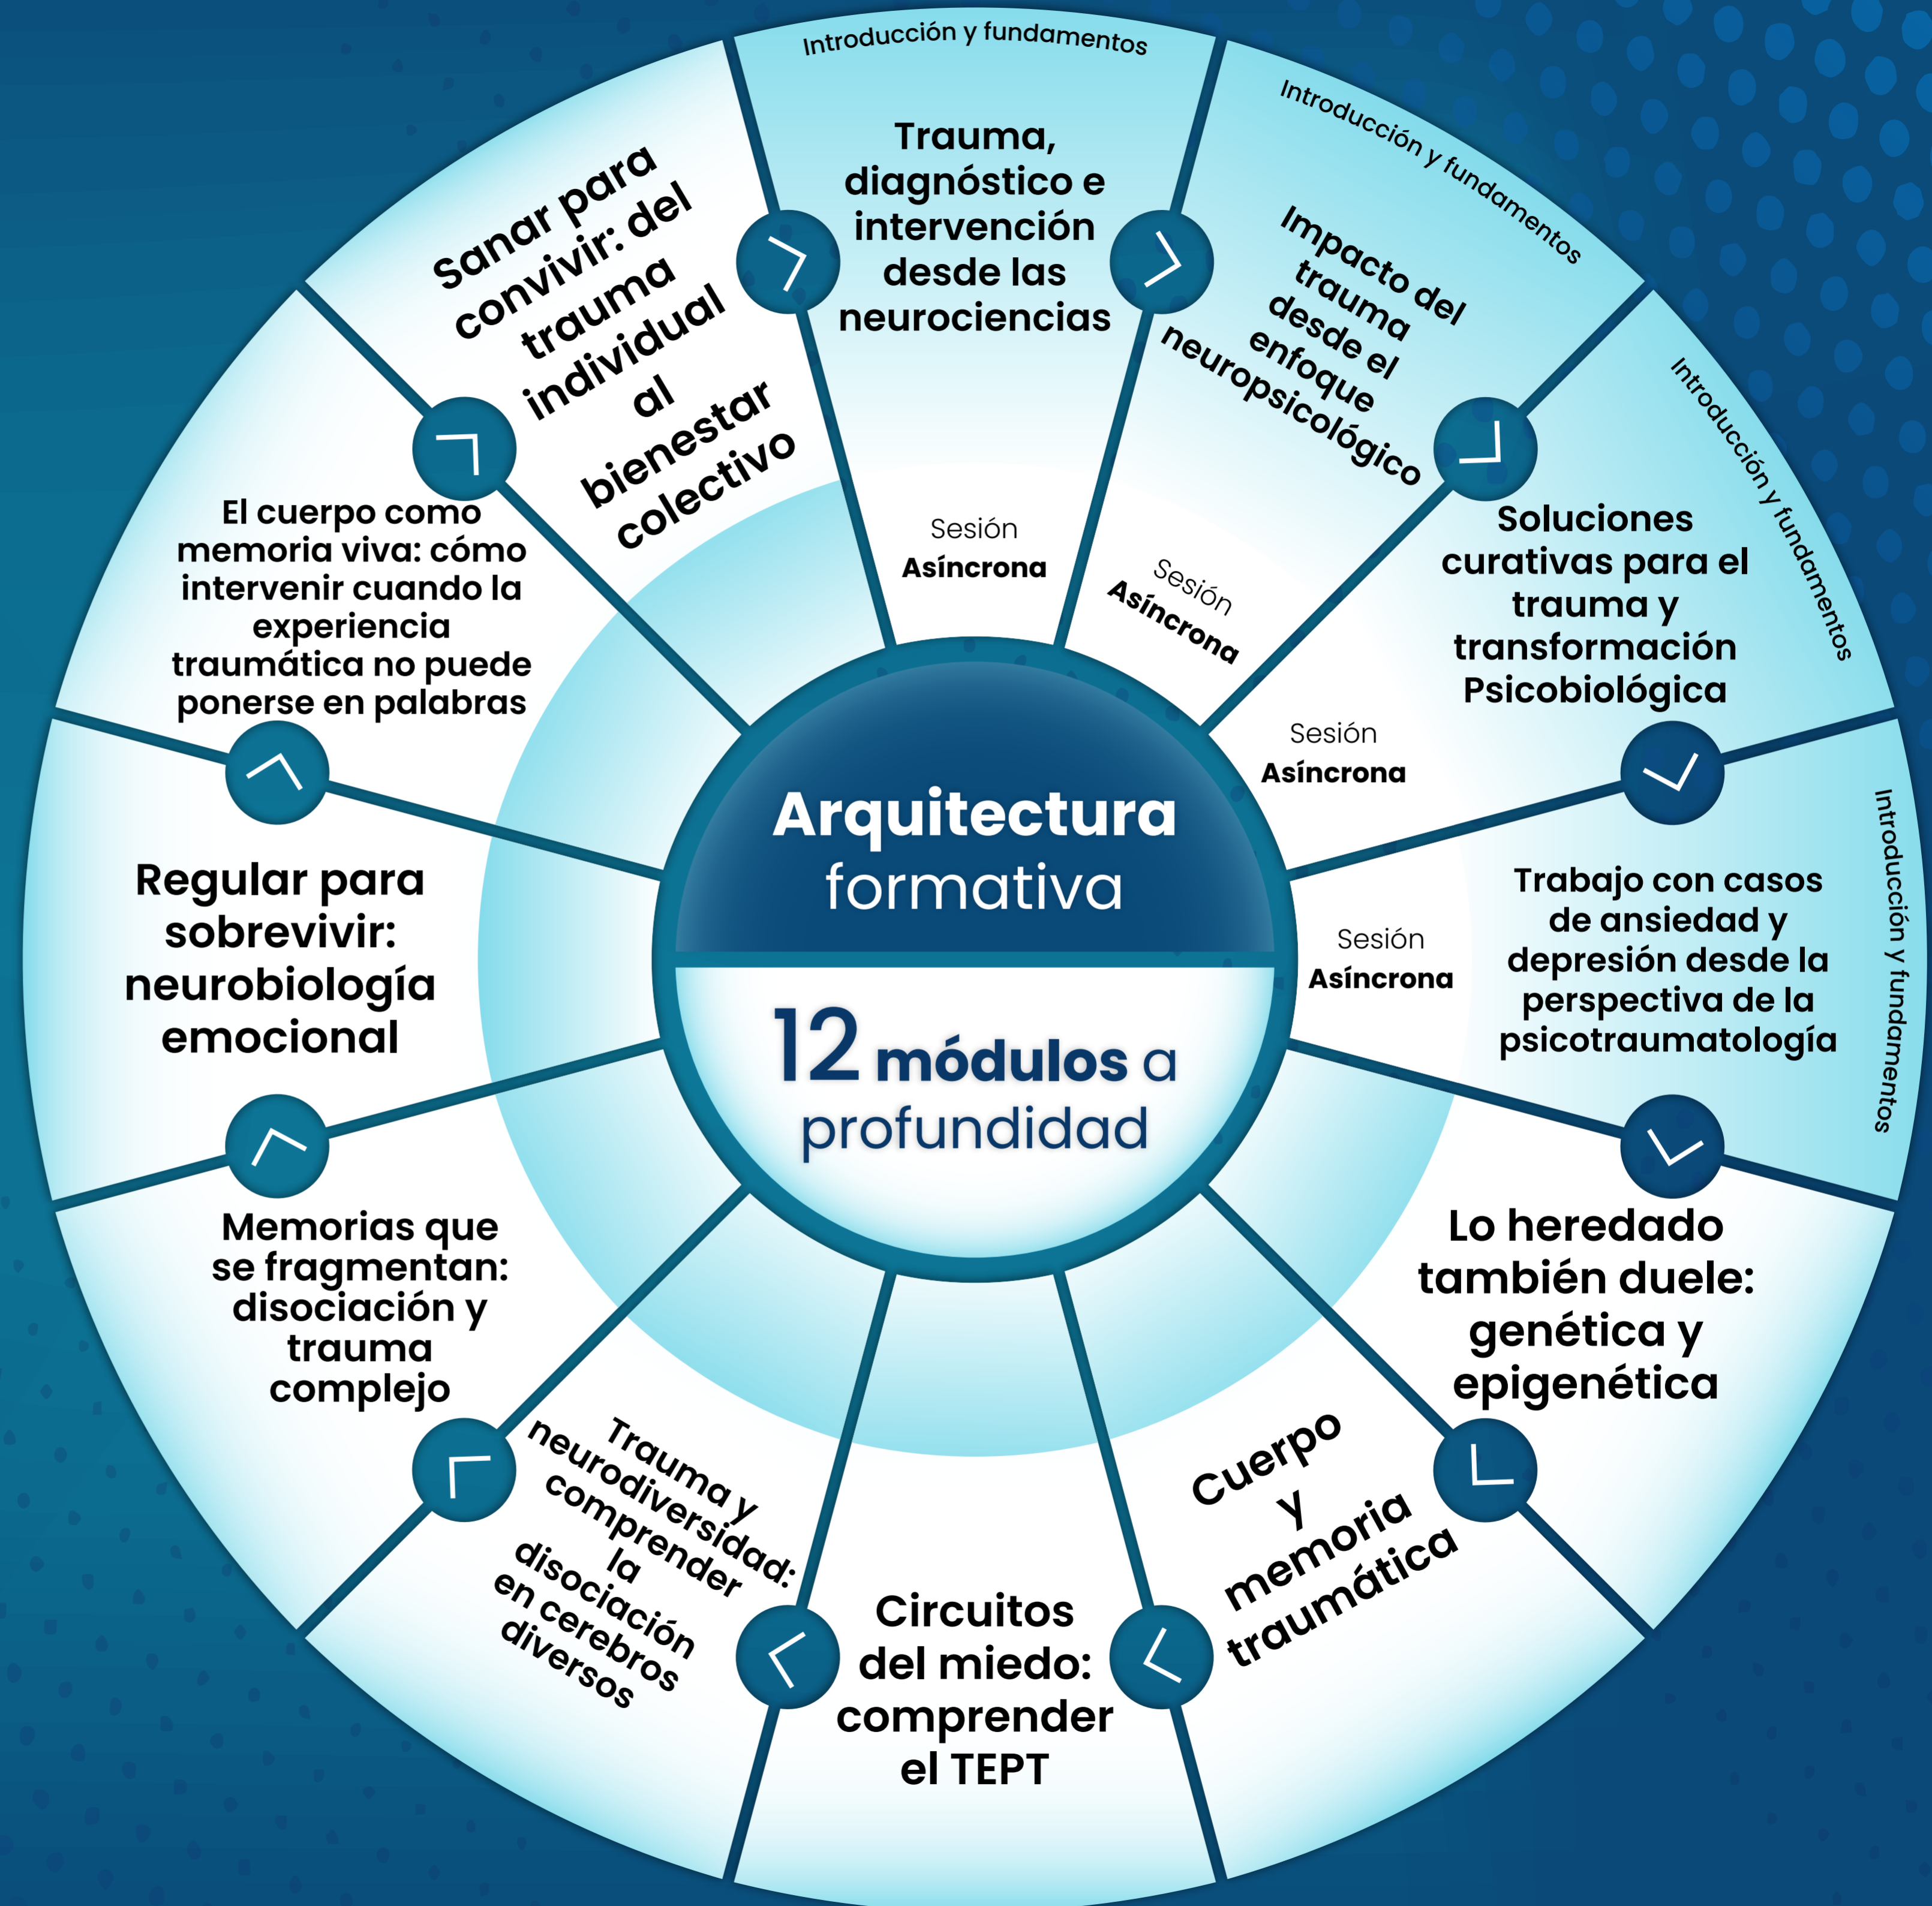 Arquitectura
formativa
12 módulos a
profundidad
Introducción y fundamentos
Trauma,
diagnóstico e
intervención
desde las
neurociencias
Sesión
Asíncrona
Introducción y fundamentos
Impacto del
trauma
desde el
enfoque
neuropsicológico
Sesión
Asíncrona
Introducción y fundamentos
Soluciones
curativas para el
trauma y
transformación
Psicobiológica
Sesión
Asíncrona
Introducción y fundamentos
Trabajo con casos
de ansiedad y
depresión desde la
perspectiva de la
psicotraumatología
Sesión
Asíncrona
Lo heredado
también duele:
genética y
epigenética
Cuerpo
y
memoria
traumática
Circuitos
del miedo:
comprender
el TEPT
Trauma y
neurodiversidad:
comprender
la
disociación
en cerebros
diversos
Memorias que
se fragmentan:
disociación y
trauma
complejo
Regular para
sobrevivir:
neurobiología
emocional
El cuerpo como
memoria viva: cómo
intervenir cuando la
experiencia
traumática no puede
ponerse en palabras
Sanar para
convivir: del
trauma
individual
al
bienestar
colectivo